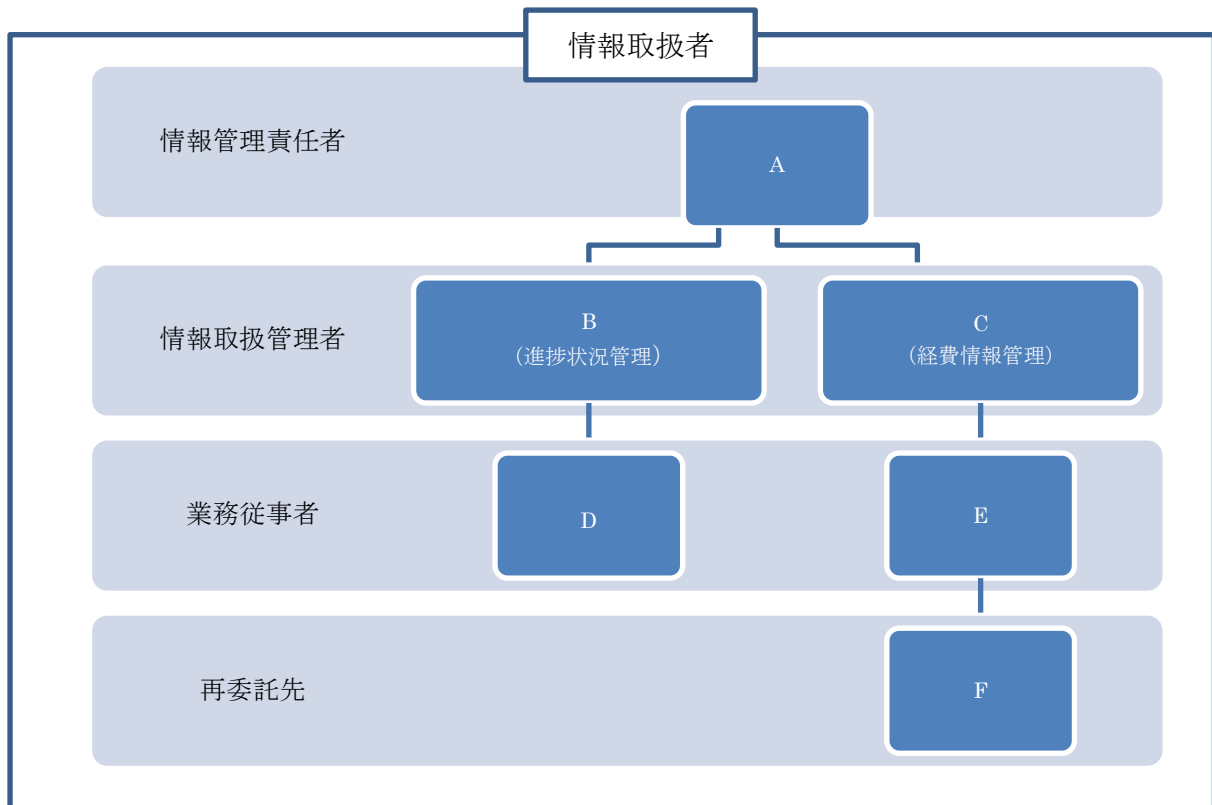 情報取扱者
情報管理責任者
A
情報取扱管理者
B
（進捗状況管理）
C
（経費情報管理）
業務従事者
D
E
再委託先
F